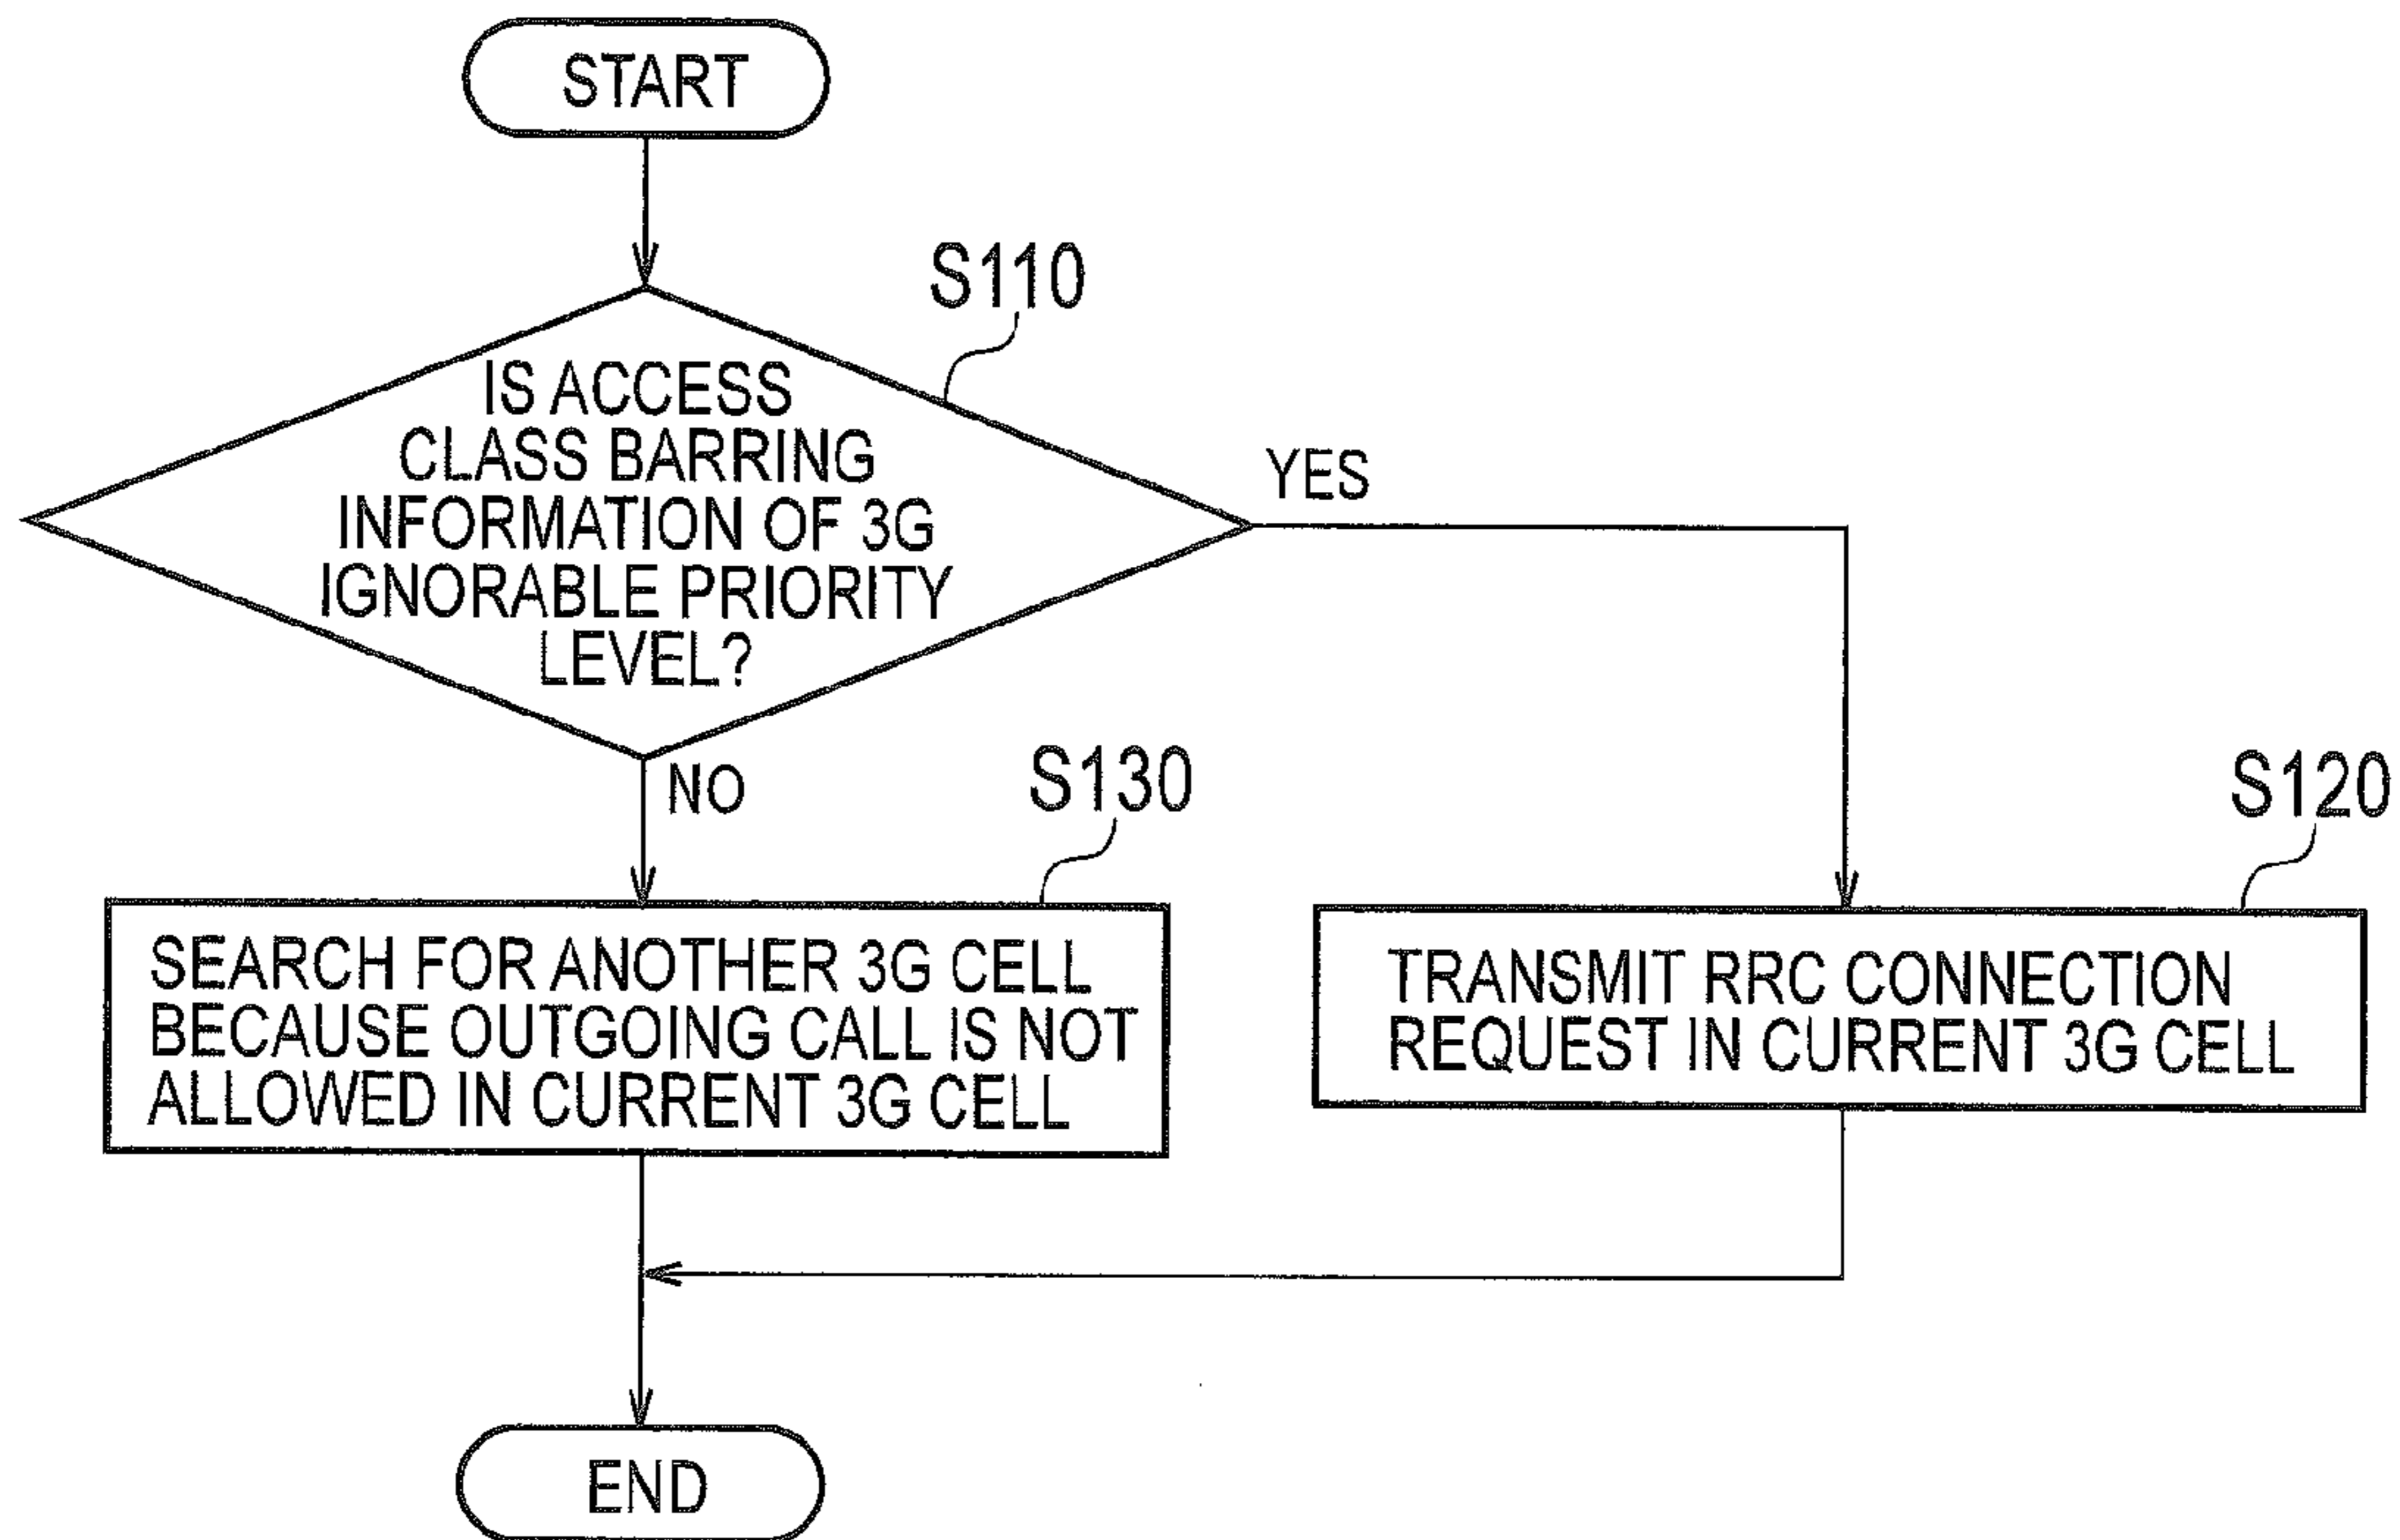 START
S110
IS ACCESS
CLASS BARRING
INFORMATION OF 3G
IGNORABLE PRIORITY
LEVEL?
YES
NO
S130
S120
SEARCH FOR ANOTHER 3G CELL
BECAUSE OUTGOING CALL IS NOT
ALLOWED IN CURRENT 3G CELL
TRANSMIT RRC CONNECTION
REQUEST IN CURRENT 3G CELL
END